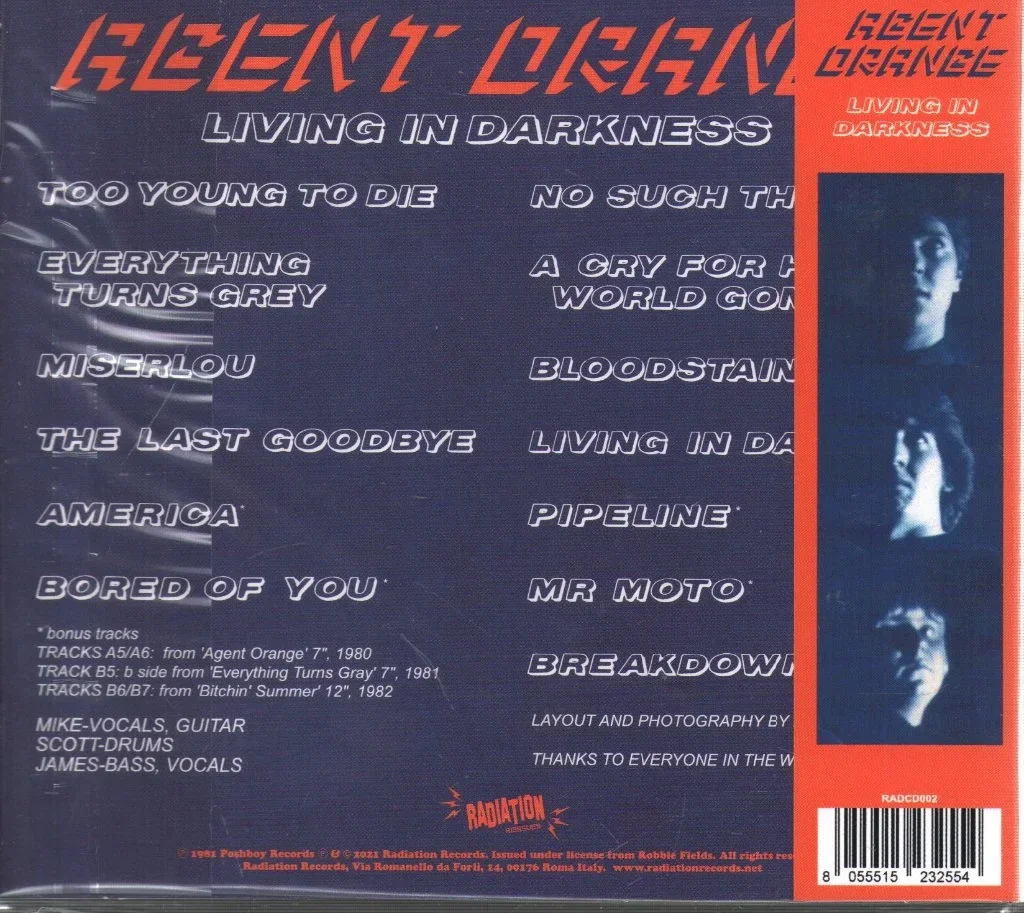 AGENT ORAN
LIVING IN DARKNESS
TOO YOUNG TO DIE
EVERYTHING
TURNS GREY
MISERLOU
THE LAST GOODBYE
AMERICA*
BORED OF YOU*
* bonus tracks
TRACKS A5/A6: from 'Agent Orange' 7", 1980
TRACK B5: b side from 'Everything Turns Gray' 7", 1981
TRACKS B6/B7: from 'Bitchin' Summer' 12", 1982
MIKE-VOCALS, GUITAR
SCOTT-DRUMS
JAMES-BASS, VOCALS
NO SUCH TH
A CRY FOR H
WORLD GON
BLOODSTAIN
LIVING IN DA
PIPELINE*
MR MOTO*
BREAKDOWN
LAYOUT AND PHOTOGRAPHY BY
THANKS TO EVERYONE IN THE W
RADIATION
REISSUES
℗ 1981 Poshboy Records ℗ & © 2021 Radiation Records. Issued under license from Robbie Fields. All rights res
Radiation Records, Via Romanello da Forlì, 14, 00176 Roma Italy. www.radiationrecords.net
AGENT
ORANGE
LIVING IN
DARKNESS
RADCD002
8 055515 232554